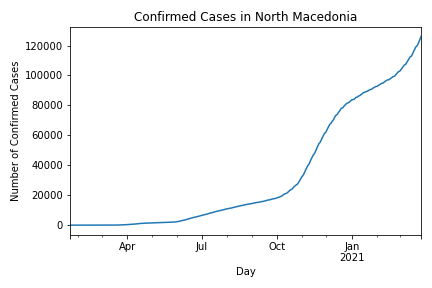 Confirmed Cases in North Macedonia
120000
100000
80000
60000
40000
20000
0
Number of Confirmed Cases
Apr
Jul
Oct
Jan
2021
Day